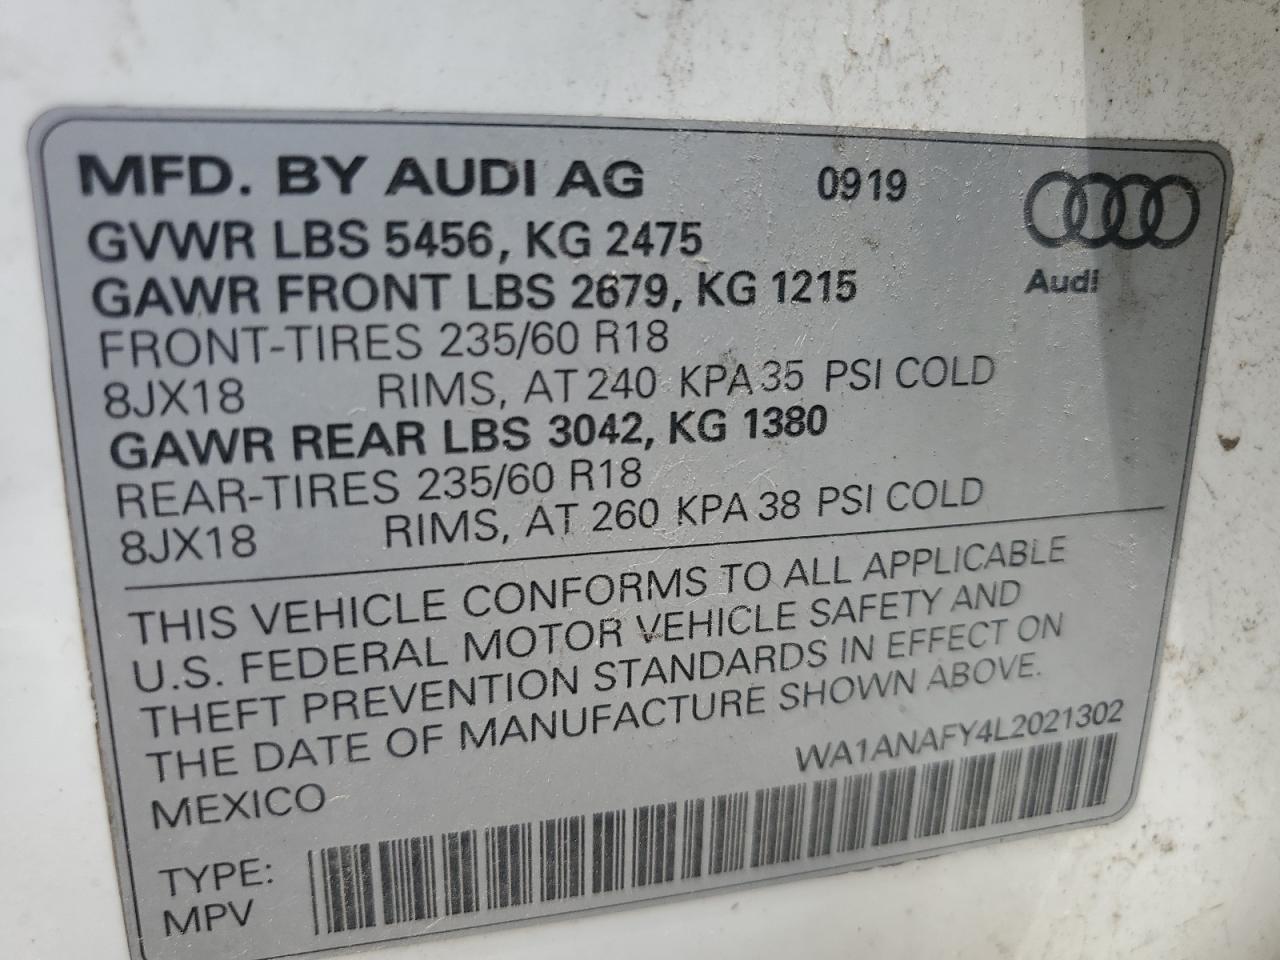 MFD. BY AUDI AG 0919
Audi
GVWR LBS 5456, KG 2475
GAWR FRONT LBS 2679, KG 1215
FRONT-TIRES 235/60 R18
8JX18 RIMS, AT 240 KPA 35 PSI COLD
GAWR REAR LBS 3042, KG 1380
REAR-TIRES 235/60 R18
8JX18 RIMS, AT 260 KPA 38 PSI COLD
THIS VEHICLE CONFORMS TO ALL APPLICABLE
U.S. FEDERAL MOTOR VEHICLE SAFETY AND
THEFT PREVENTION STANDARDS IN EFFECT ON
THE DATE OF MANUFACTURE SHOWN ABOVE.
MEXICO WA1ANAFY4L2021302
TYPE:
MPV